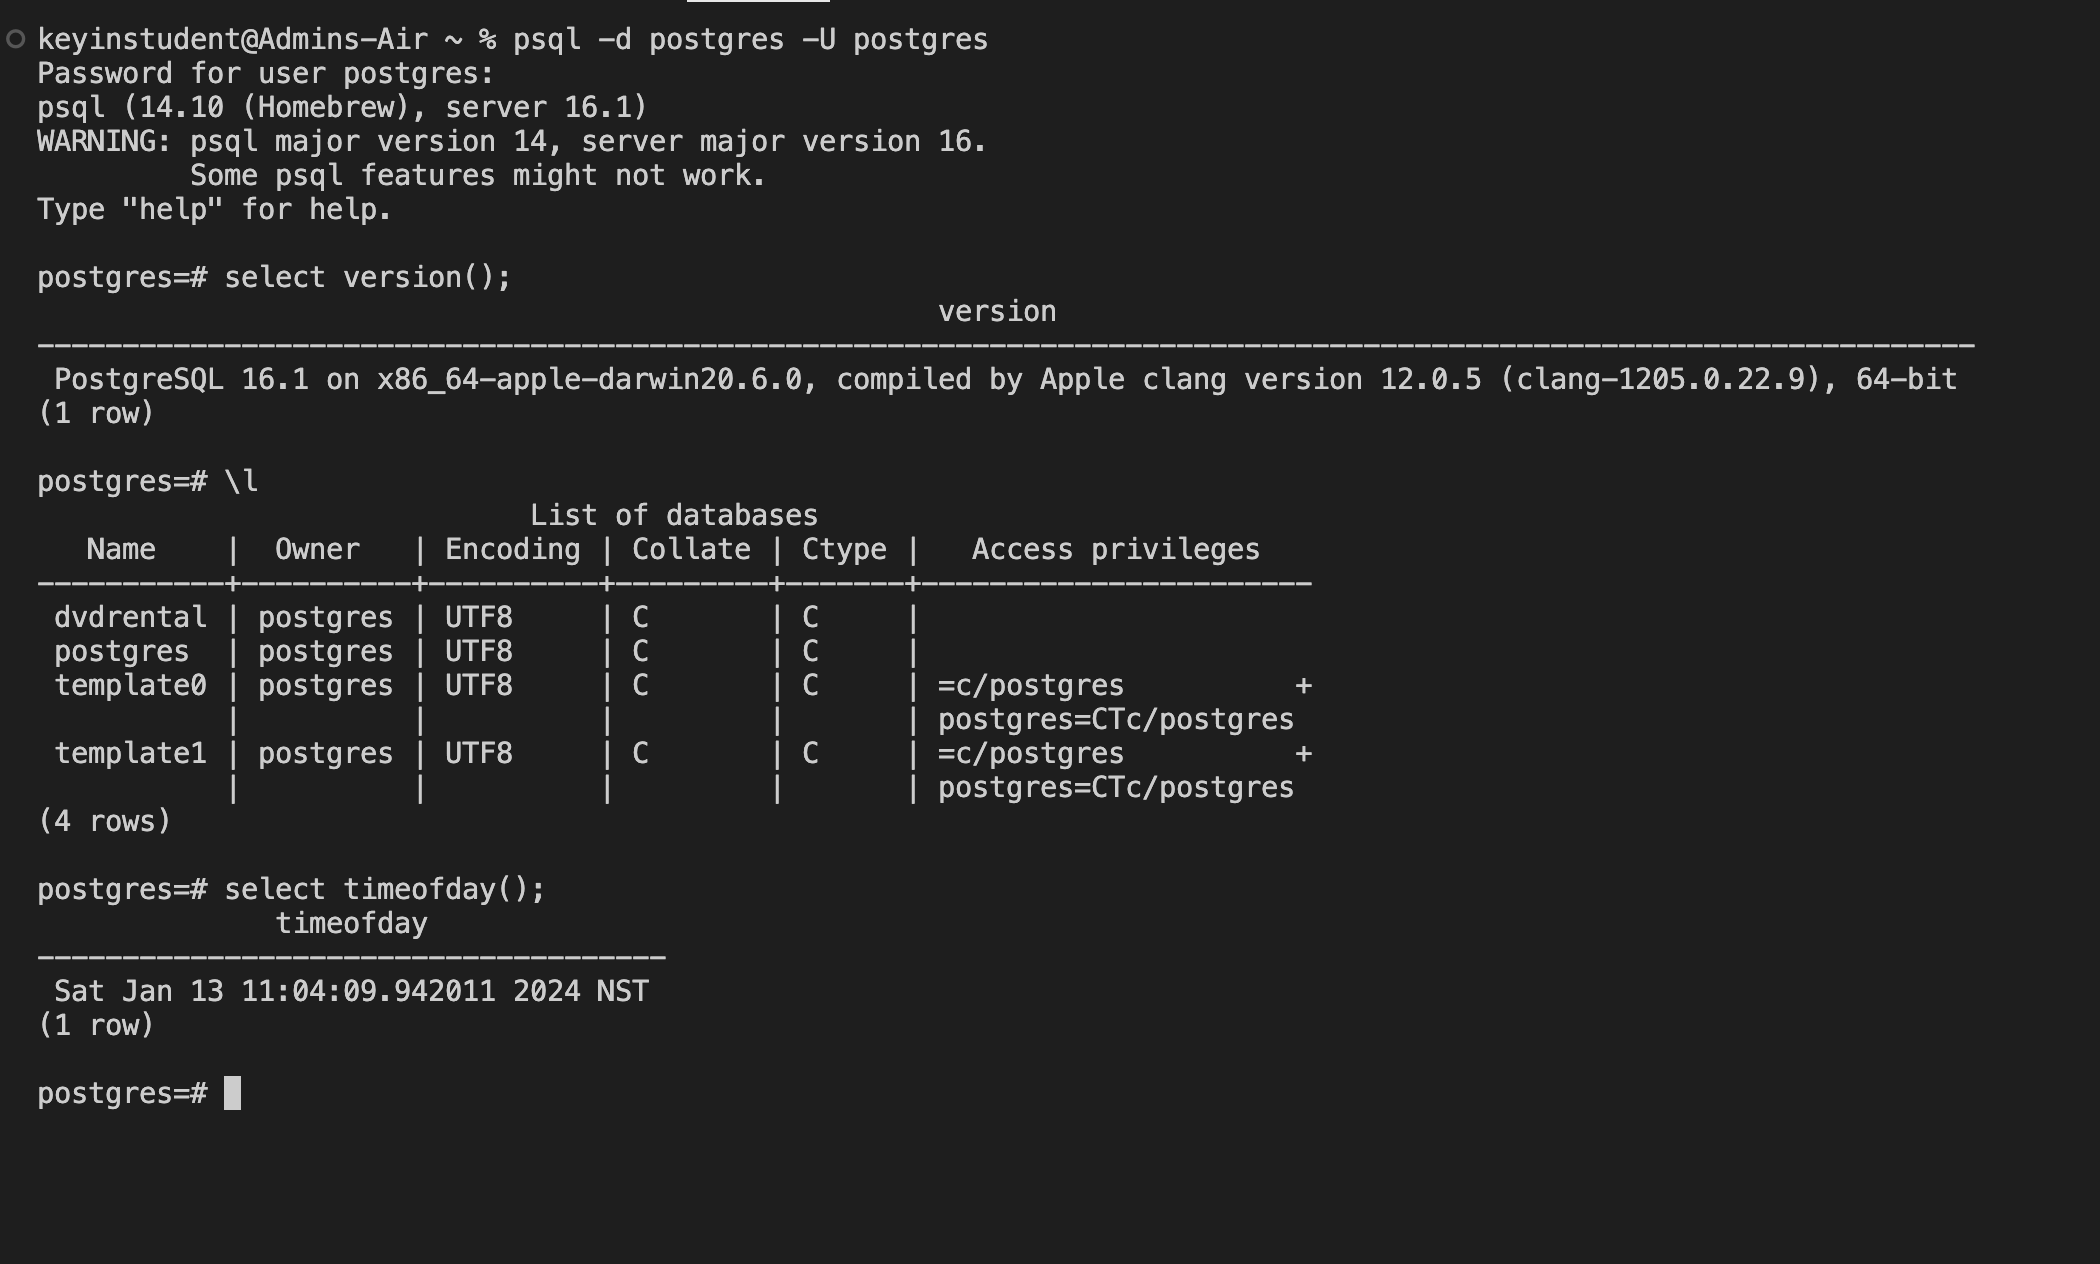 keyinstudent@Admins-Air ~ % psql -d postgres -U postgres
Password for user postgres:
psql (14.10 (Homebrew), server 16.1)
WARNING: psql major version 14, server major version 16.
         Some psql features might not work.
Type "help" for help.

postgres=# select version();
                                                     version
------------------------------------------------------------------------------------------------------------------
 PostgreSQL 16.1 on x86_64-apple-darwin20.6.0, compiled by Apple clang version 12.0.5 (clang-1205.0.22.9), 64-bit
(1 row)

postgres=# \l
                             List of databases
   Name    |  Owner   | Encoding | Collate | Ctype |   Access privileges
-----------+----------+----------+---------+-------+-----------------------
 dvdrental | postgres | UTF8     | C       | C     |
 postgres  | postgres | UTF8     | C       | C     |
 template0 | postgres | UTF8     | C       | C     | =c/postgres          +
           |          |          |         |       | postgres=CTc/postgres
 template1 | postgres | UTF8     | C       | C     | =c/postgres          +
           |          |          |         |       | postgres=CTc/postgres
(4 rows)

postgres=# select timeofday();
              timeofday
-------------------------------------
 Sat Jan 13 11:04:09.942011 2024 NST
(1 row)

postgres=#